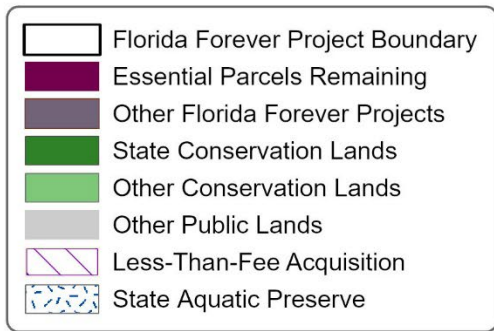 Florida Forever Project Boundary
Essential Parcels Remaining
Other Florida Forever Projects
State Conservation Lands
Other Conservation Lands
Other Public Lands
Less-Than-Fee Acquisition
State Aquatic Preserve